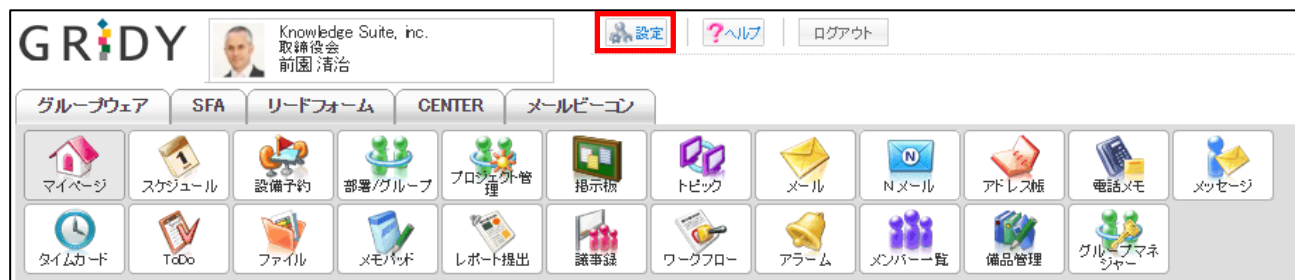 GRiDY
Knowledge Suite, inc.
取締役会
前園 清治
設定
ヘルプ
ログアウト
グループウェア SFA リードフォーム CENTER メールビーコン
マイページ スケジュール 設備予約 部署/グループ プロジェクト管理 掲示板 トピック メール Nメール アドレス帳 電話メモ メッセージ
タイムカード ToDo ファイル メモパッド レポート提出 議事録 ワークフロー アラーム メンバー一覧 備品管理 グループマネジャー